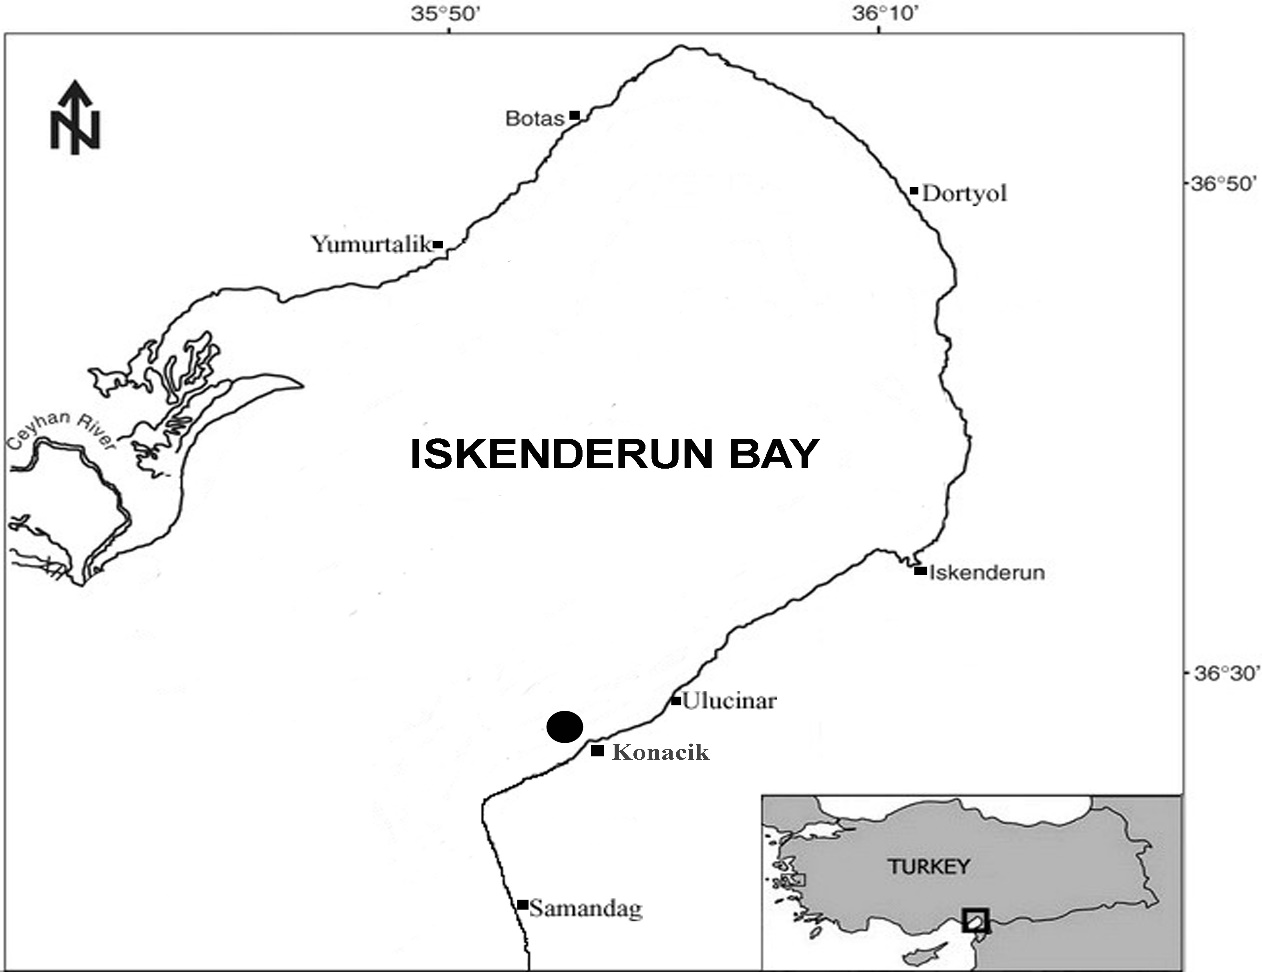 35°50' 36°10'
N
Botas
36°50'
Dortyol
Yumurtalik
Ceyhan River
ISKENDERUN BAY
Iskenderun
36°30'
Ulucinar
Konacik
TURKEY
Samandag